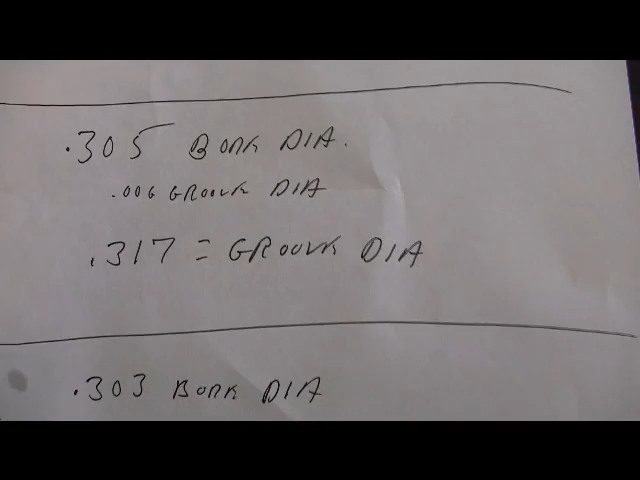 .305 BORE DIA.
.006 GROOVE DIA
.317 = GROOVE DIA
.303 BORE DIA